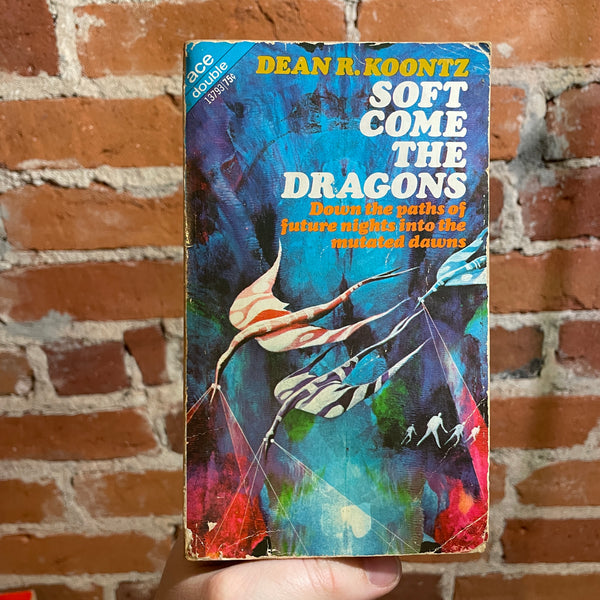 ace
double
13793|75¢
DEAN R. KOONTZ
SOFT
COME
THE
DRAGONS
Down the paths of
future nights into the
mutated dawns